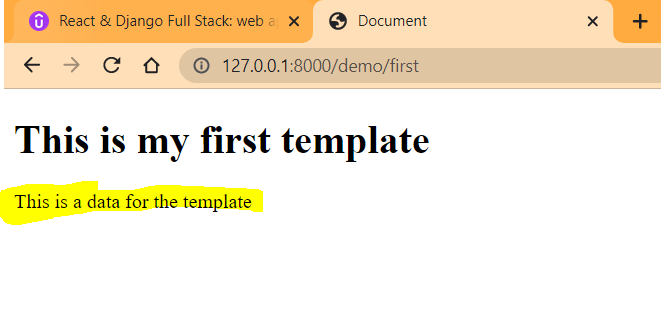 React & Django Full Stack: web a
Document
127.0.0.1:8000/demo/first
This is my first template
This is a data for the template